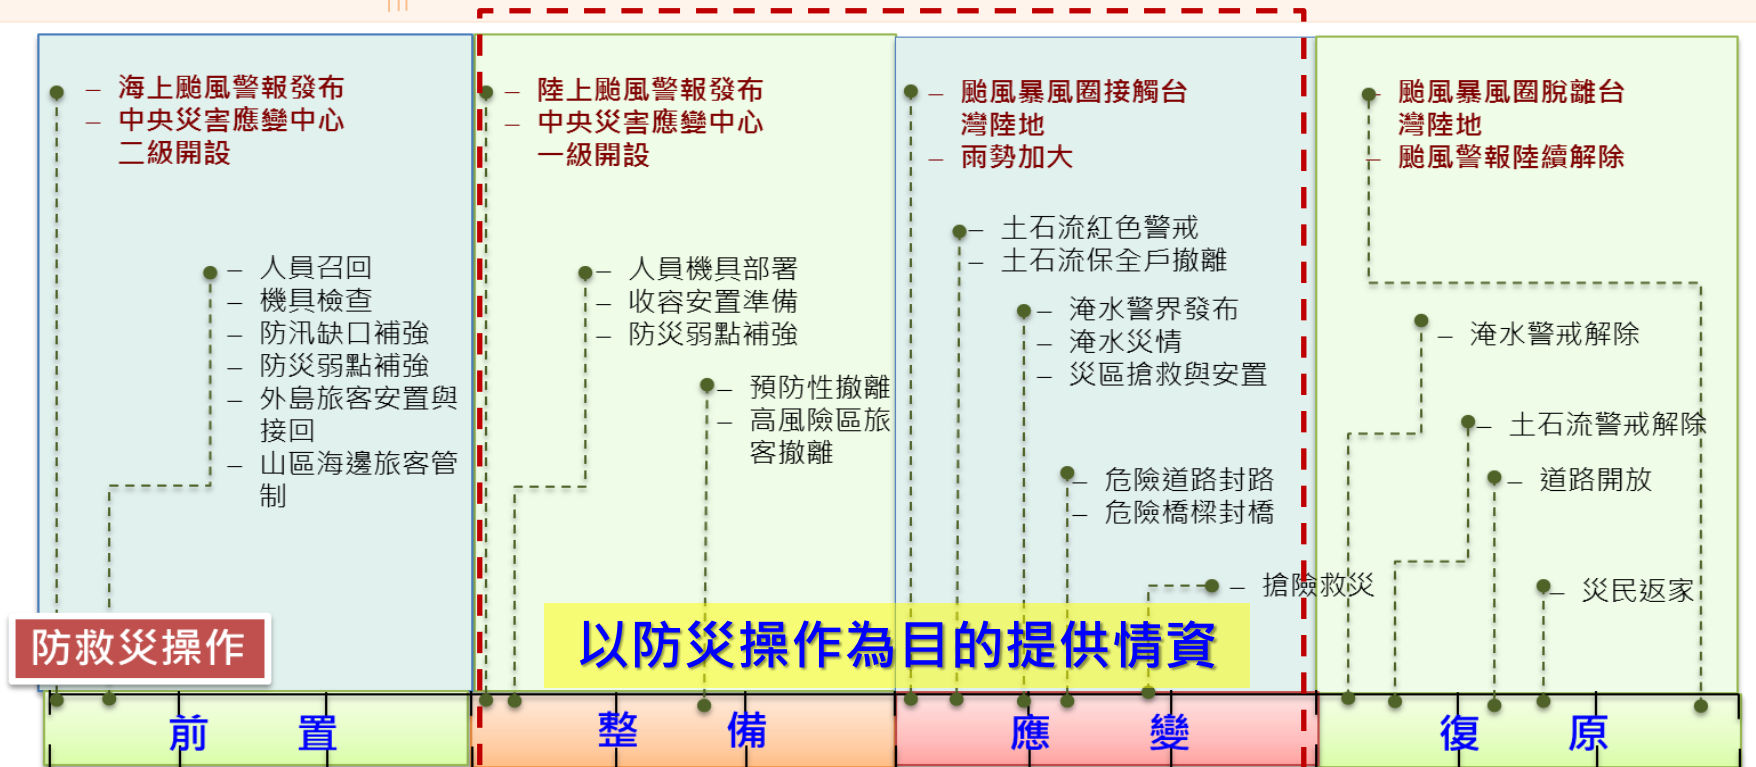 – 海上颱風警報發布
– 中央災害應變中心
二級開設
– 人員召回
– 機具檢查
– 防汛缺口補強
– 防災弱點補強
– 外島旅客安置與
接回
– 山區海邊旅客管
制
– 陸上颱風警報發布
– 中央災害應變中心
一級開設
– 人員機具部署
– 收容安置準備
– 防災弱點補強
– 預防性撤離
– 高風險區旅
客撤離
– 颱風暴風圈接觸台
灣陸地
– 雨勢加大
– 土石流紅色警戒
– 土石流保全戶撤離
– 淹水警界發布
– 淹水災情
– 災區搶救與安置
– 危險道路封路
– 危險橋樑封橋
– 搶險救災
– 颱風暴風圈脫離台
灣陸地
– 颱風警報陸續解除
– 淹水警戒解除
– 土石流警戒解除
– 道路開放
– 災民返家
防救災操作
以防災操作為目的提供情資
前 置
整 備
應 變
復 原